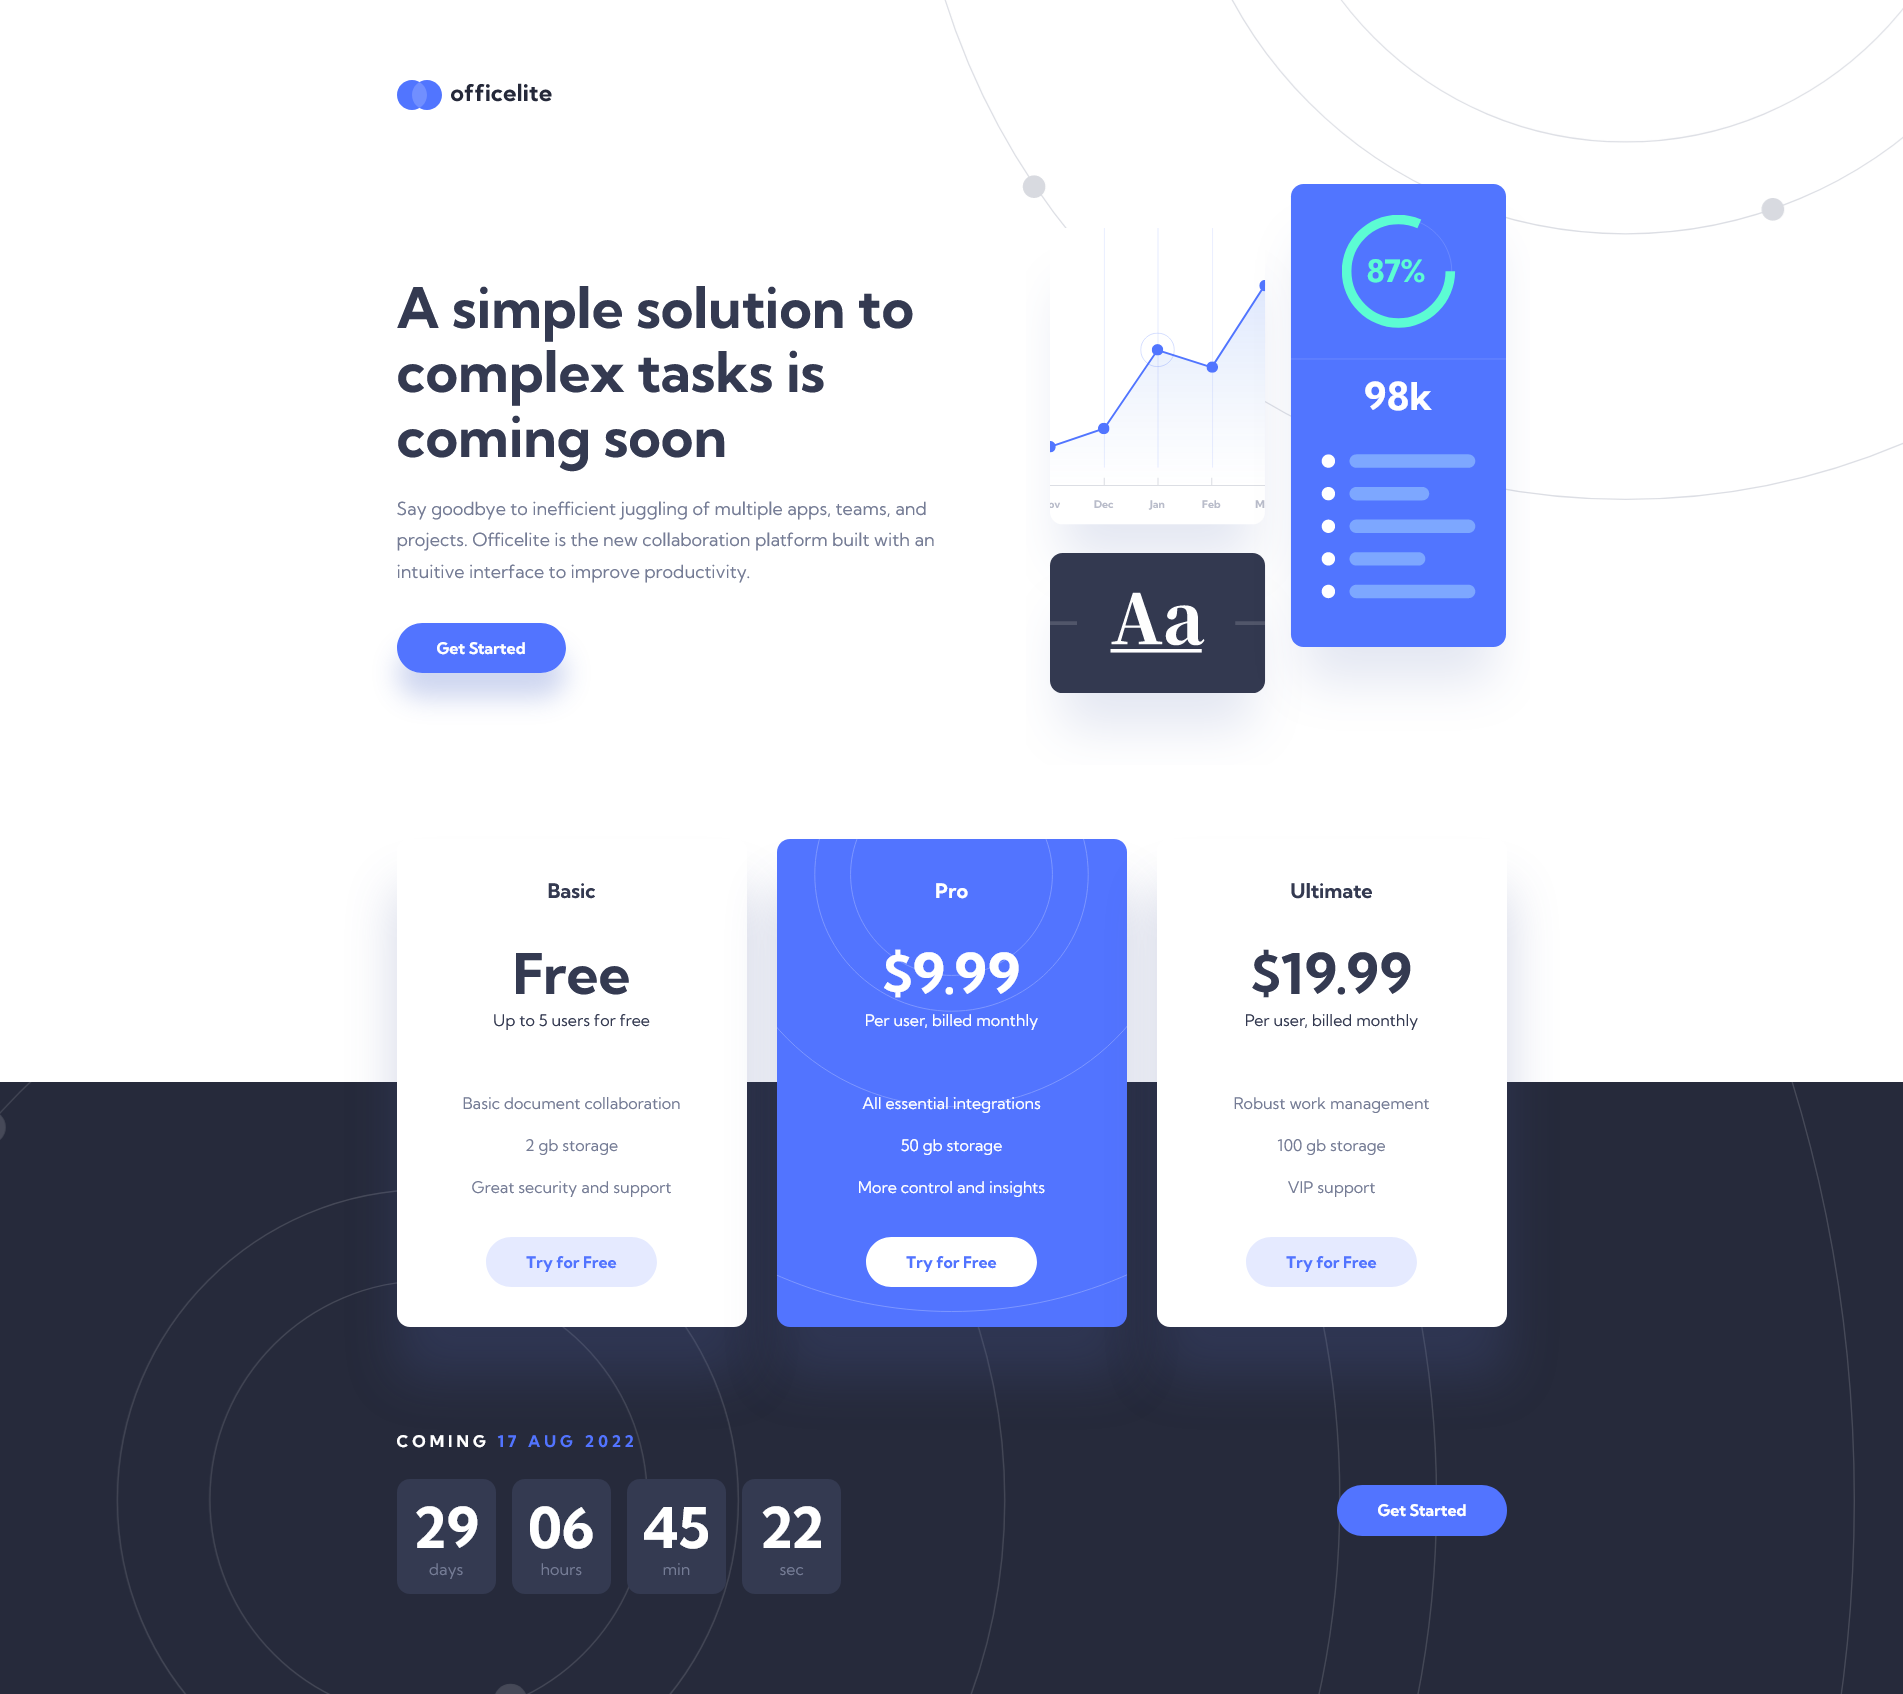 officelite
A simple solution to
complex tasks is
coming soon
Say goodbye to inefficient juggling of multiple apps, teams, and
projects. Officelite is the new collaboration platform built with an
intuitive interface to improve productivity.
Get Started
ov Dec Jan Feb M
Aa
87%
98k
Basic
Free
Up to 5 users for free
Basic document collaboration
2 gb storage
Great security and support
Try for Free
Pro
$9.99
Per user, billed monthly
All essential integrations
50 gb storage
More control and insights
Try for Free
Ultimate
$19.99
Per user, billed monthly
Robust work management
100 gb storage
VIP support
Try for Free
COMING 17 AUG 2022
29 06 45 22
days hours min sec
Get Started